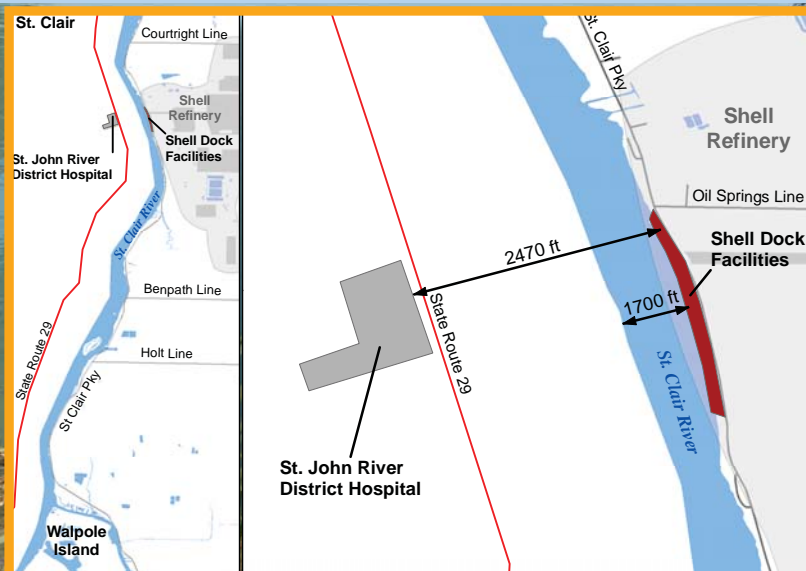 St. Clair
Courtright Line
Shell
Refinery
Shell Dock
Facilities
St. John River
District Hospital
St. Clair River
Benpath Line
State Route 29
Holt Line
St Clair Pky
Walpole
Island
St. Clair Pky
Shell
Refinery
Oil Springs Line
2470 ft
Shell Dock
Facilities
1700 ft
State Route 29
St. Clair River
St. John River
District Hospital